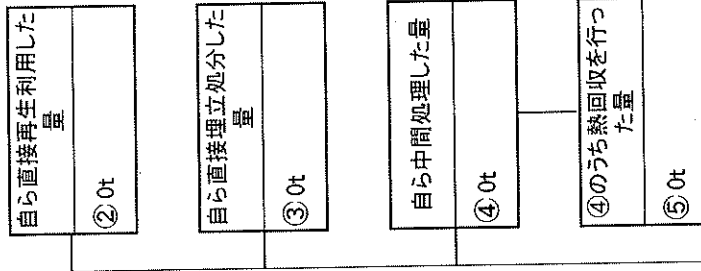 自ら直接再生利用した
量
②0t
自ら直接埋立処分した
量
③0t
自ら中間処理した量
④0t
④のうち熱回収を行っ
た量
⑤0t